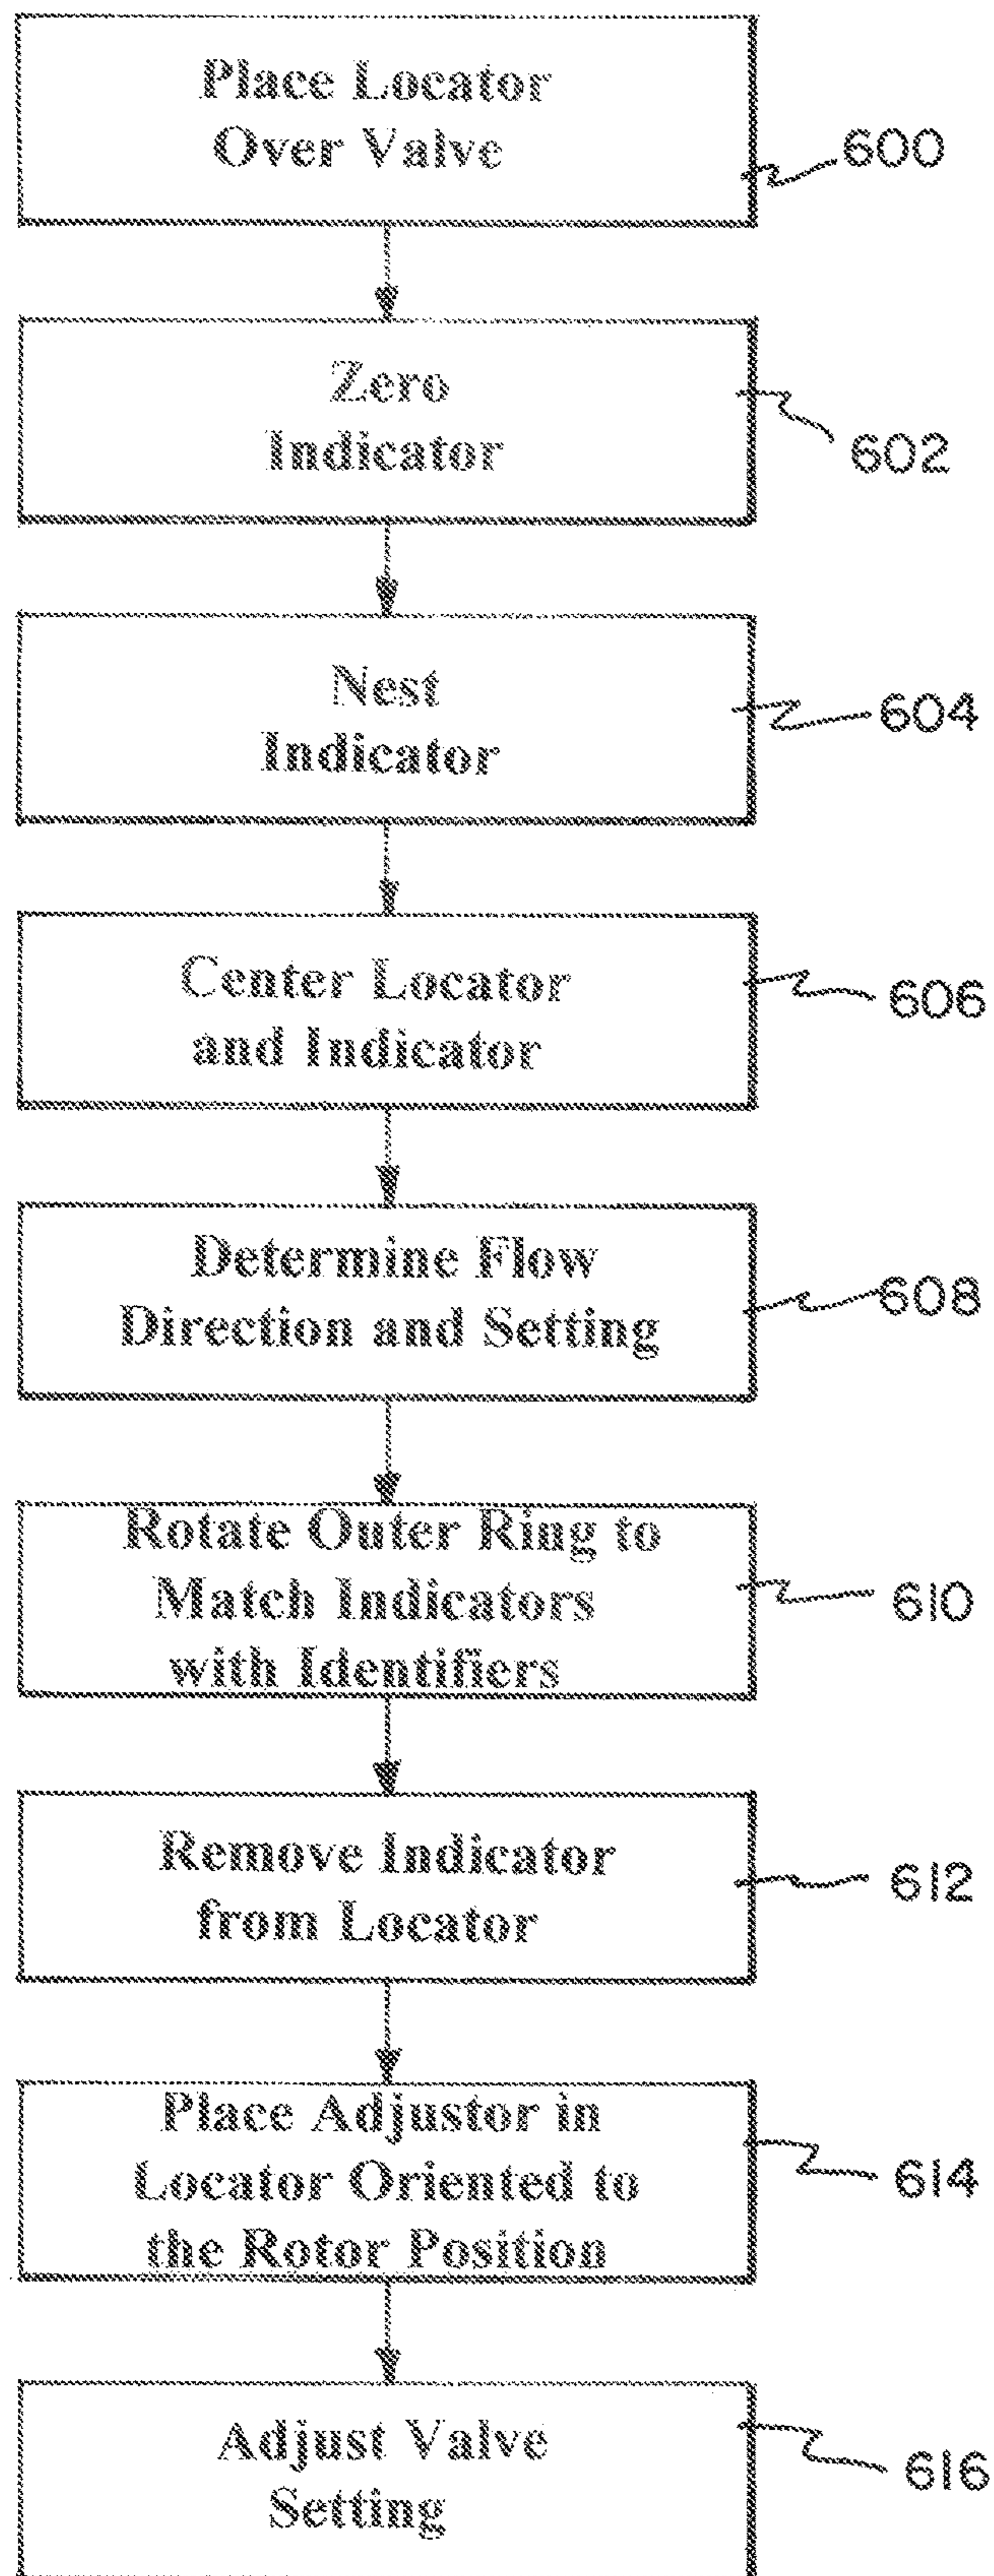 Place Locator
Over Valve
600
Zero
Indicator
602
Nest
Indicator
604
Center Locator
and Indicator
606
Determine Flow
Direction and Setting
608
Rotate Outer Ring to
Match Indicators
with Identifiers
610
Remove Indicator
from Locator
612
Place Adjustor in
Locator Oriented to
the Rotor Position
614
Adjust Valve
Setting
616